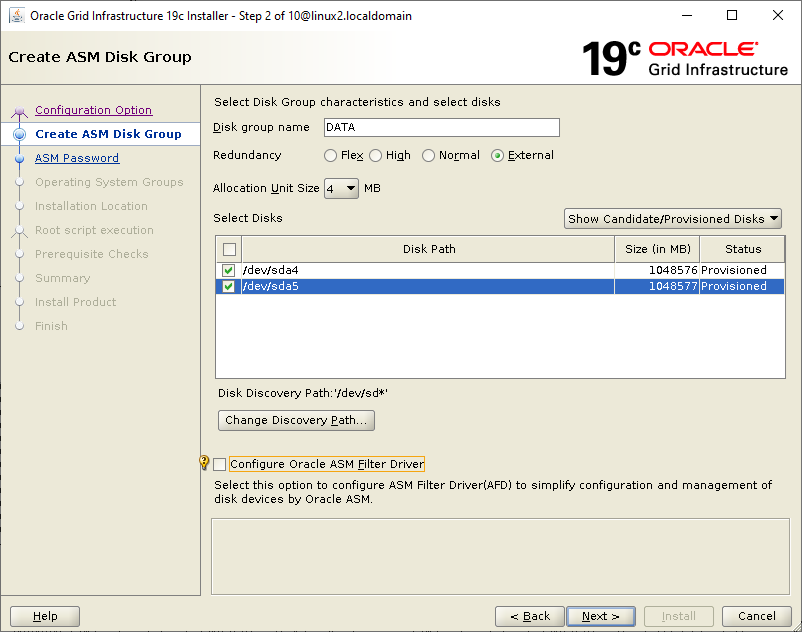 Oracle Grid Infrastructure 19c Installer - Step 2 of 10@linux2.localdomain
Create ASM Disk Group
19c ORACLE
Grid Infrastructure
Configuration Option
Create ASM Disk Group
ASM Password
Operating System Groups
Installation Location
Root script execution
Prerequisite Checks
Summary
Install Product
Finish
Select Disk Group characteristics and select disks
Disk group name DATA
Redundancy Flex High Normal External
Allocation Unit Size 4 MB
Select Disks Show Candidate/Provisioned Disks
Disk Path Size (in MB) Status
/dev/sda4 1048576 Provisioned
/dev/sda5 1048577 Provisioned
Disk Discovery Path:'/dev/sd*'
Change Discovery Path...
Configure Oracle ASM Filter Driver
Select this option to configure ASM Filter Driver(AFD) to simplify configuration and management of
disk devices by Oracle ASM.
Help < Back Next > Install Cancel